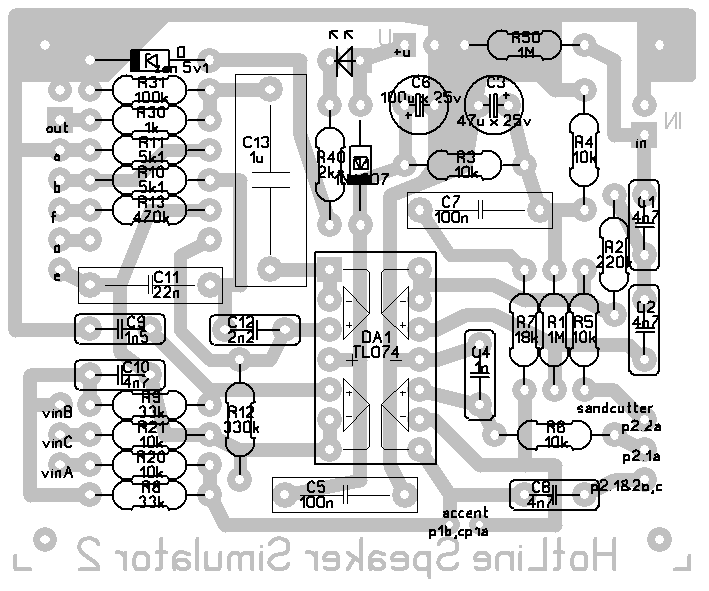 R50
1M
U
+u
D
zen 5v1
C6
100u x 25v
C3
47u x 25v
R31
100k
R30
1k
IN
out
in
C13
1u
R11
5k1
R4
10k
a
R40
R3
10k
b
R10
5k1
f
R13
470k
C7
100n
C1
4n7
a
R2
220k
e
C11
22n
C9
1n5
C12
2n2
DA1
TL074
R7
18k
R1
1M
R5
10k
C2
4n7
C4
1n
C10
4n7
vinB
R9
33k
R12
330k
sandcutter
p2.2a
vinC
R21
10k
R6
10k
p2.1a
vinA
R20
10k
R8
33k
C5
100n
C8
4n7
p2.1&2b,c
accent
p1b,cp1a
HotLine Speaker Simulator 2